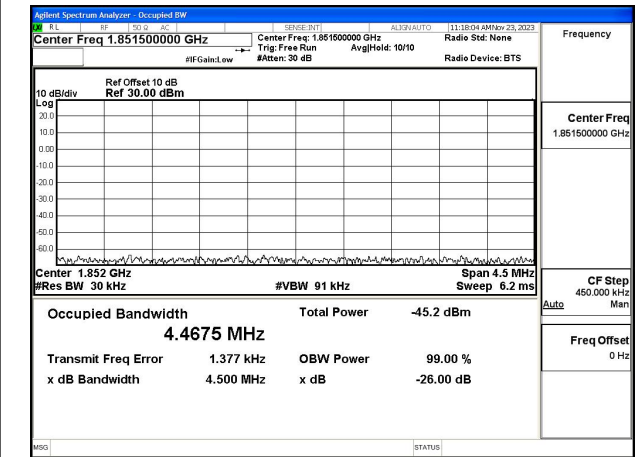 Agilent Spectrum Analyzer - Occupied BW
RL RF 50 Ω AC SENSE:INT ALIGN AUTO 11:18:04 AM Nov 23, 2023
Center Freq 1.851500000 GHz
Center Freq: 1.851500000 GHz
Radio Std: None
Trig: Free Run Avg|Hold: 10/10
#IFGain:Low
#Atten: 30 dB
Radio Device: BTS
Frequency
Ref Offset 10 dB
10 dB/div Ref 30.00 dBm
Log
20.0
10.0
0.00
-10.0
-20.0
-30.0
-40.0
-50.0
-60.0
Center 1.852 GHz
Span 4.5 MHz
#Res BW 30 kHz
#VBW 91 kHz
Sweep 6.2 ms
Occupied Bandwidth
4.4675 MHz
Total Power -45.2 dBm
Transmit Freq Error 1.377 kHz
OBW Power 99.00 %
x dB Bandwidth 4.500 MHz
x dB -26.00 dB
Center Freq
1.851500000 GHz
CF Step
450.000 kHz
Auto Man
Freq Offset
0 Hz
MSG
STATUS